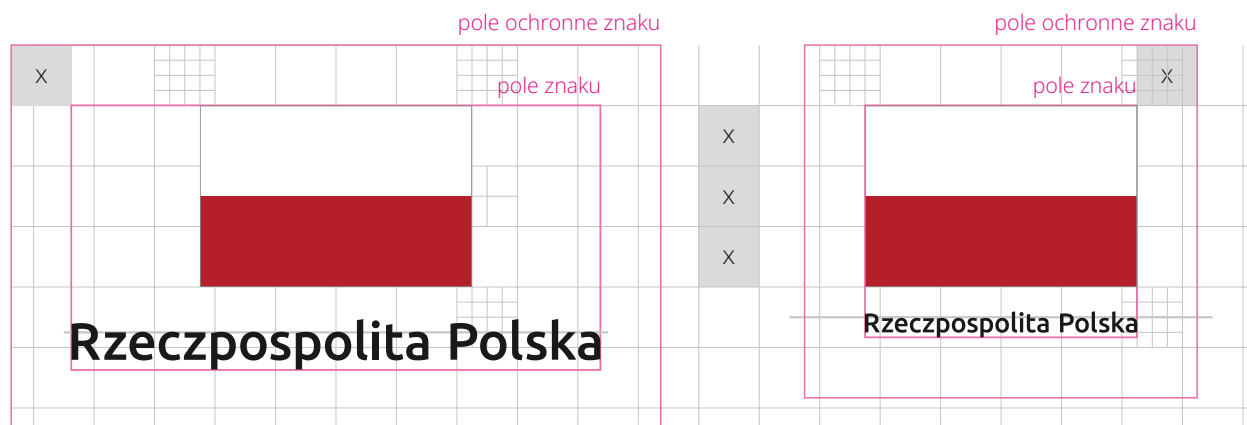 pole ochronne znaku
pole ochronne znaku
X
pole znaku
pole znaku
X
X
X
X
Rzeczpospolita Polska
Rzeczpospolita Polska